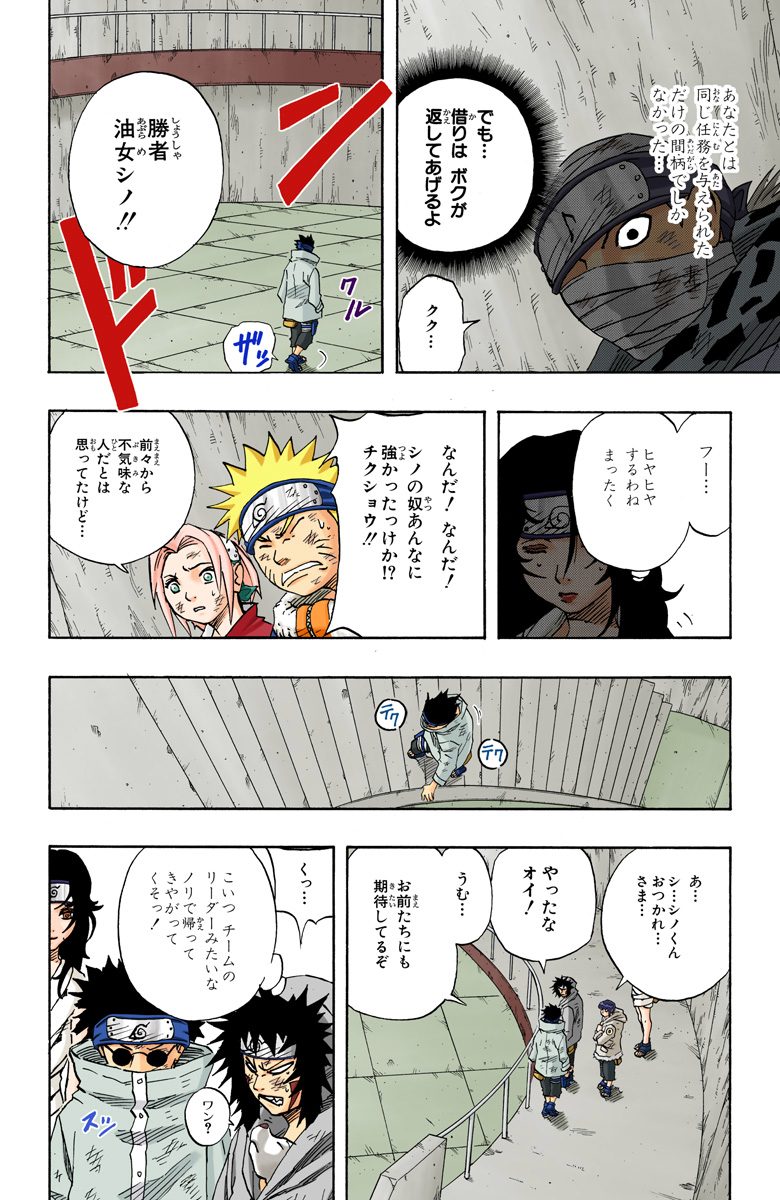 あなたとは
同じ任務を与えられた
だけの間柄でしか
なかった…
でも…
借りは ボクが
返してあげるよ
クク…
勝者
油女シノ!!
ドン
クル
ザッ
フー…
ヒヤヒヤ
するわね
まったく
なんだ!なんだ!
シノの奴あんなに
強かったっけか!?
チクショウ!!
前々から
不気味な
人だとは
思ってたけど…
テク
テク
あ…
シ…シノくん
おつかれ…
さま…
やったな
オイ!
うむ…
お前たちにも
期待してるぞ
くっ…
こいつ チームの
リーダーみたいな
ノリで帰って
きやがって
くそっ!
ワン?
ズズッ